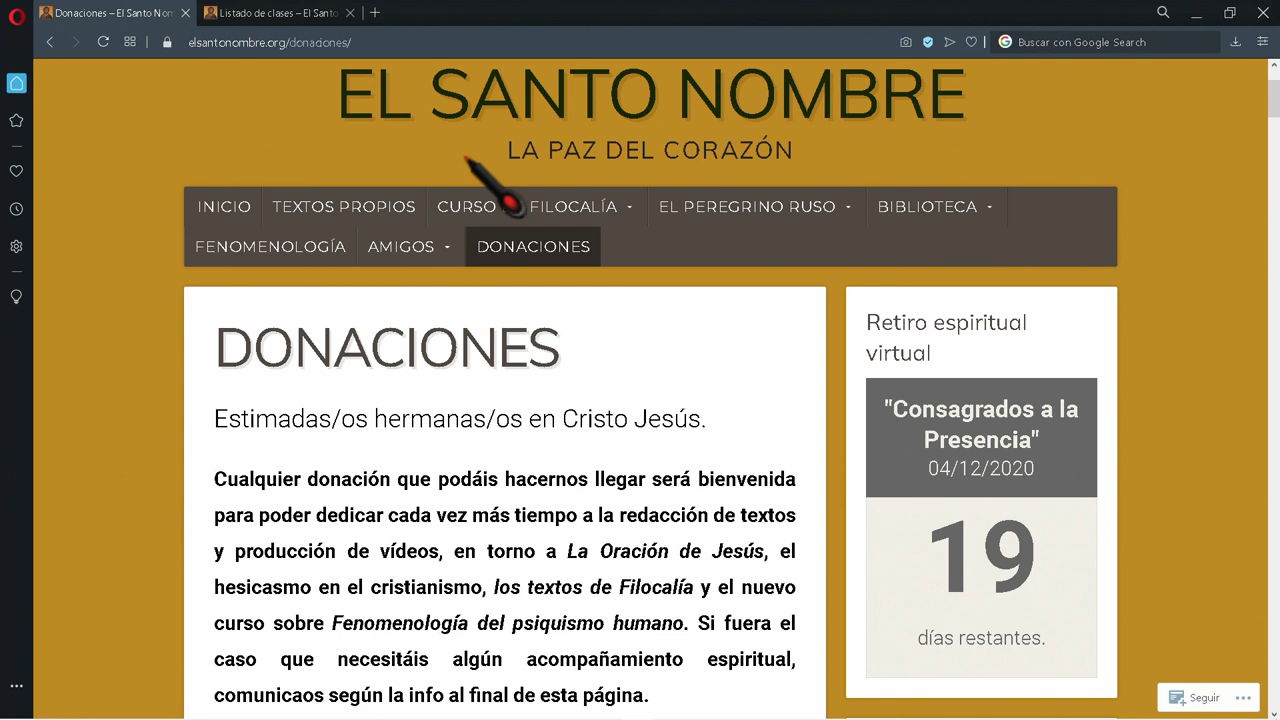 Donaciones – El Santo Nom
Listado de clases – El Santo
elsantonombre.org/donaciones/
Buscar con Google Search
EL SANTO NOMBRE
LA PAZ DEL CORAZÓN
INICIO TEXTOS PROPIOS CURSO FILOCALÍA EL PEREGRINO RUSO BIBLIOTECA
FENOMENOLOGÍA AMIGOS DONACIONES
DONACIONES
Estimadas/os hermanas/os en Cristo Jesús.
Cualquier donación que podáis hacernos llegar será bienvenida
para poder dedicar cada vez más tiempo a la redacción de textos
y producción de vídeos, en torno a La Oración de Jesús, el
hesicasmo en el cristianismo, los textos de Filocalía y el nuevo
curso sobre Fenomenología del psiquismo humano. Si fuera el
caso que necesitáis algún acompañamiento espiritual,
comunicaos según la info al final de esta página.
Retiro espiritual
virtual
"Consagrados a la
Presencia"
04/12/2020
19
días restantes.
Seguir